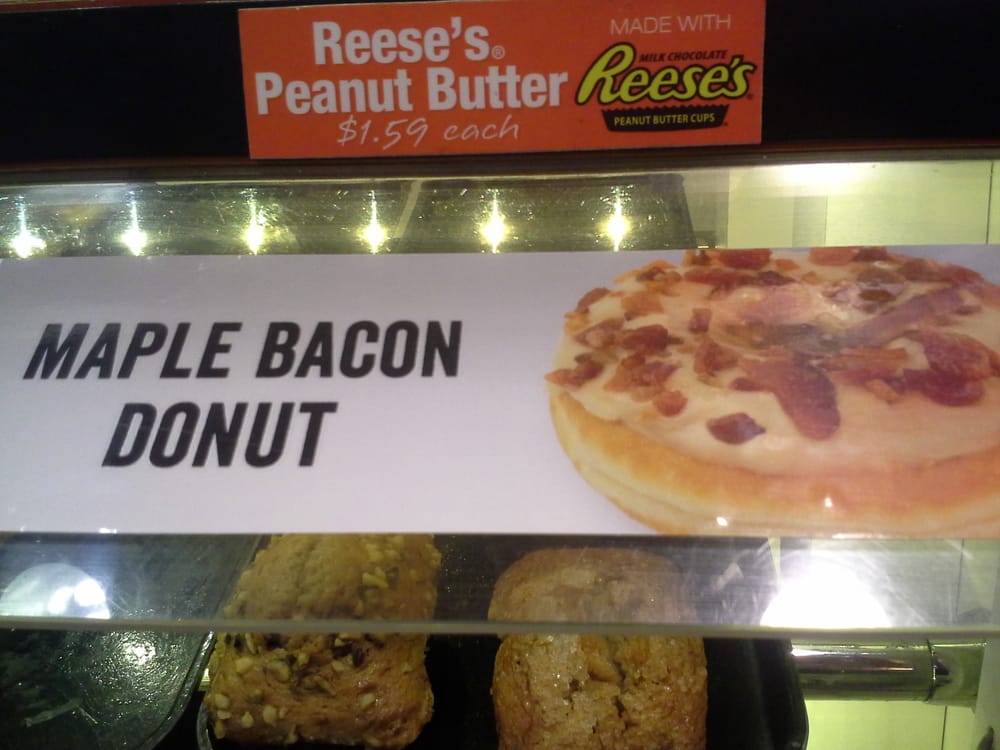 Reese's®
Peanut Butter
$1.59 each
MADE WITH
MILK CHOCOLATE
Reese's
PEANUT BUTTER CUPS
MAPLE BACON
DONUT